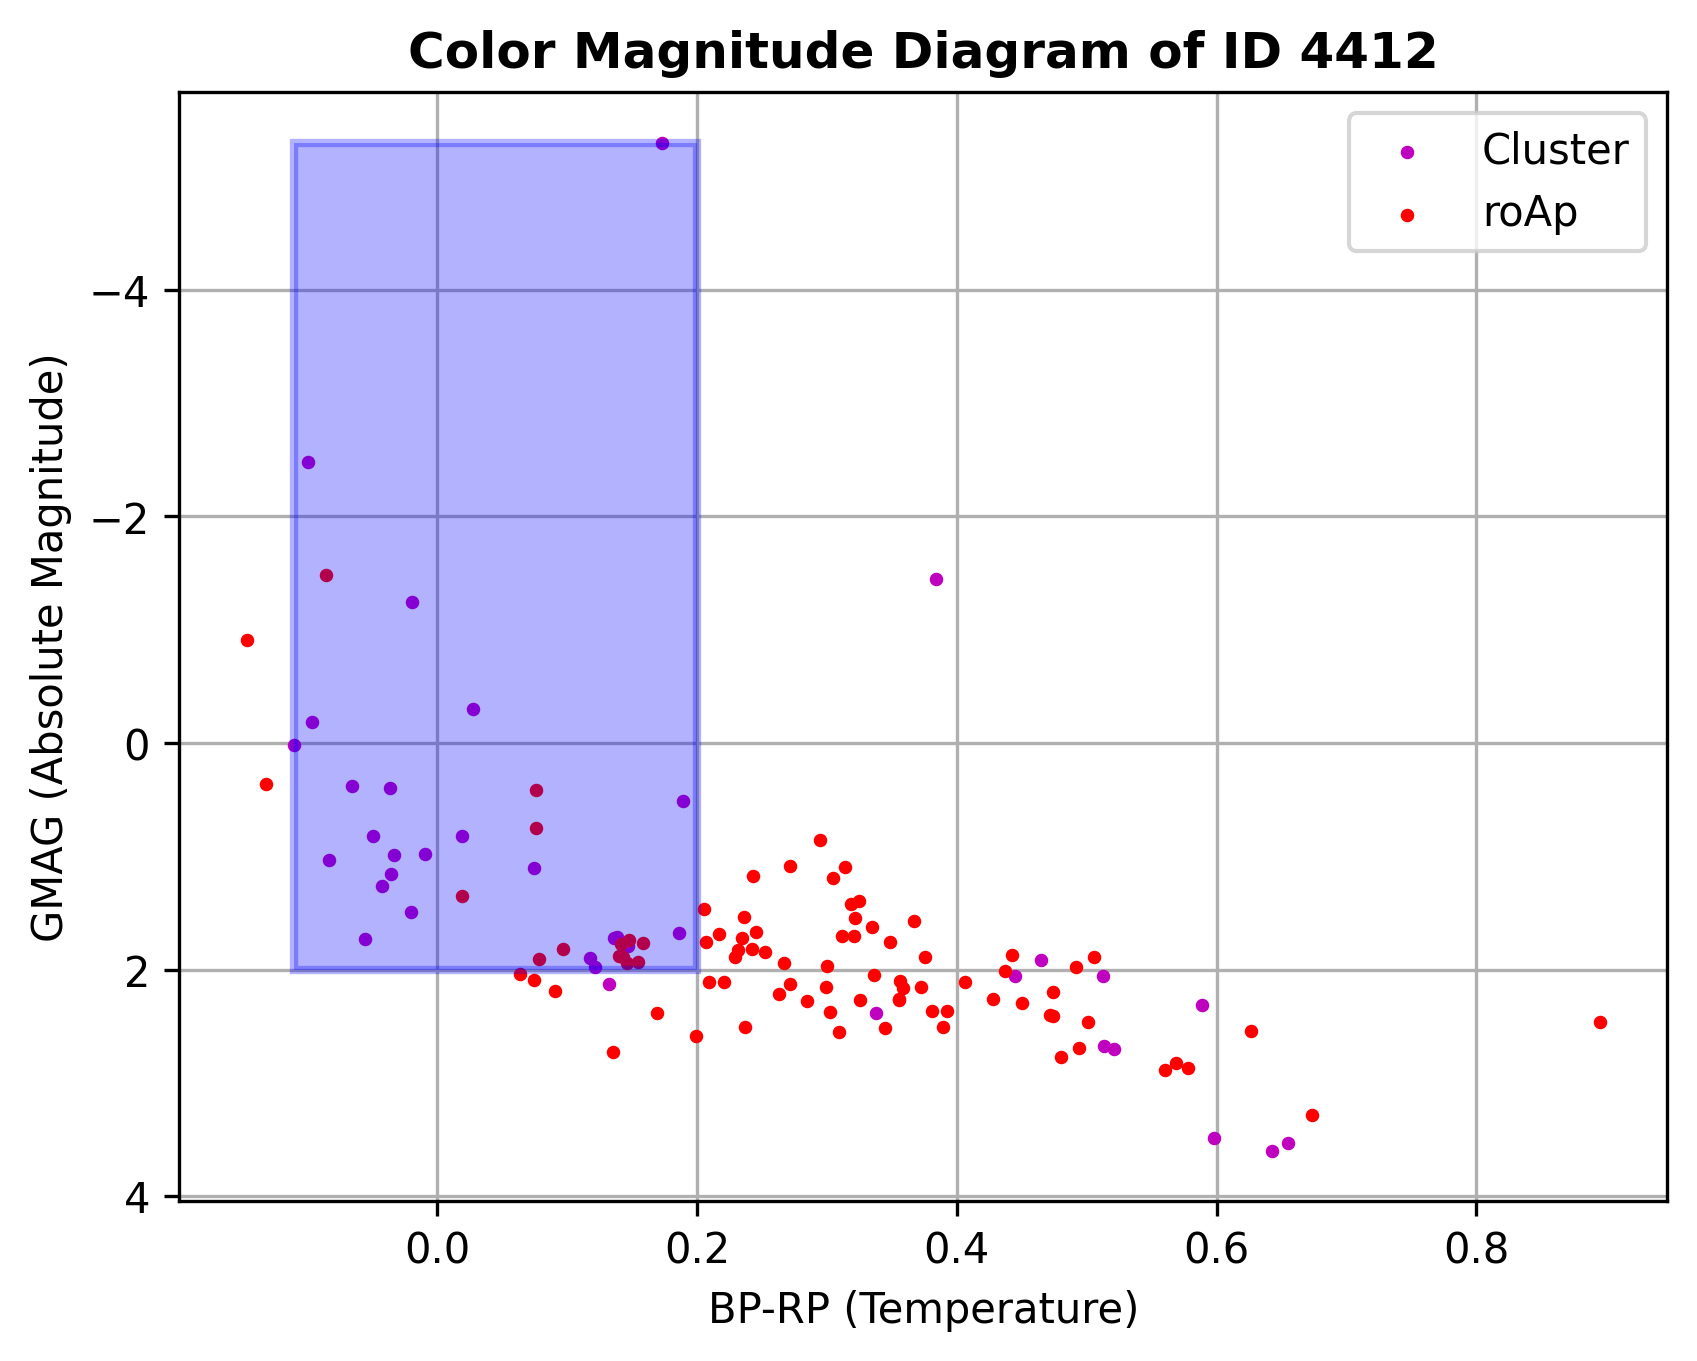 Color Magnitude Diagram of ID 4412
Cluster
roAp
GMAG (Absolute Magnitude)
−4
−2
0
2
4
0.0 0.2 0.4 0.6 0.8
BP-RP (Temperature)